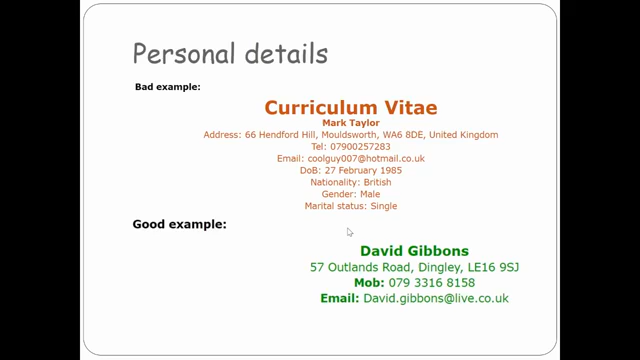 Personal details
Bad example:
Curriculum Vitae
Mark Taylor
Address: 66 Hendford Hill, Mouldsworth, WA6 8DE, United Kingdom
Tel: 07900257283
Email: coolguy007@hotmail.co.uk
DoB: 27 February 1985
Nationality: British
Gender: Male
Marital status: Single
Good example:
David Gibbons
57 Outlands Road, Dingley, LE16 9SJ
Mob: 079 3316 8158
Email: David.gibbons@live.co.uk